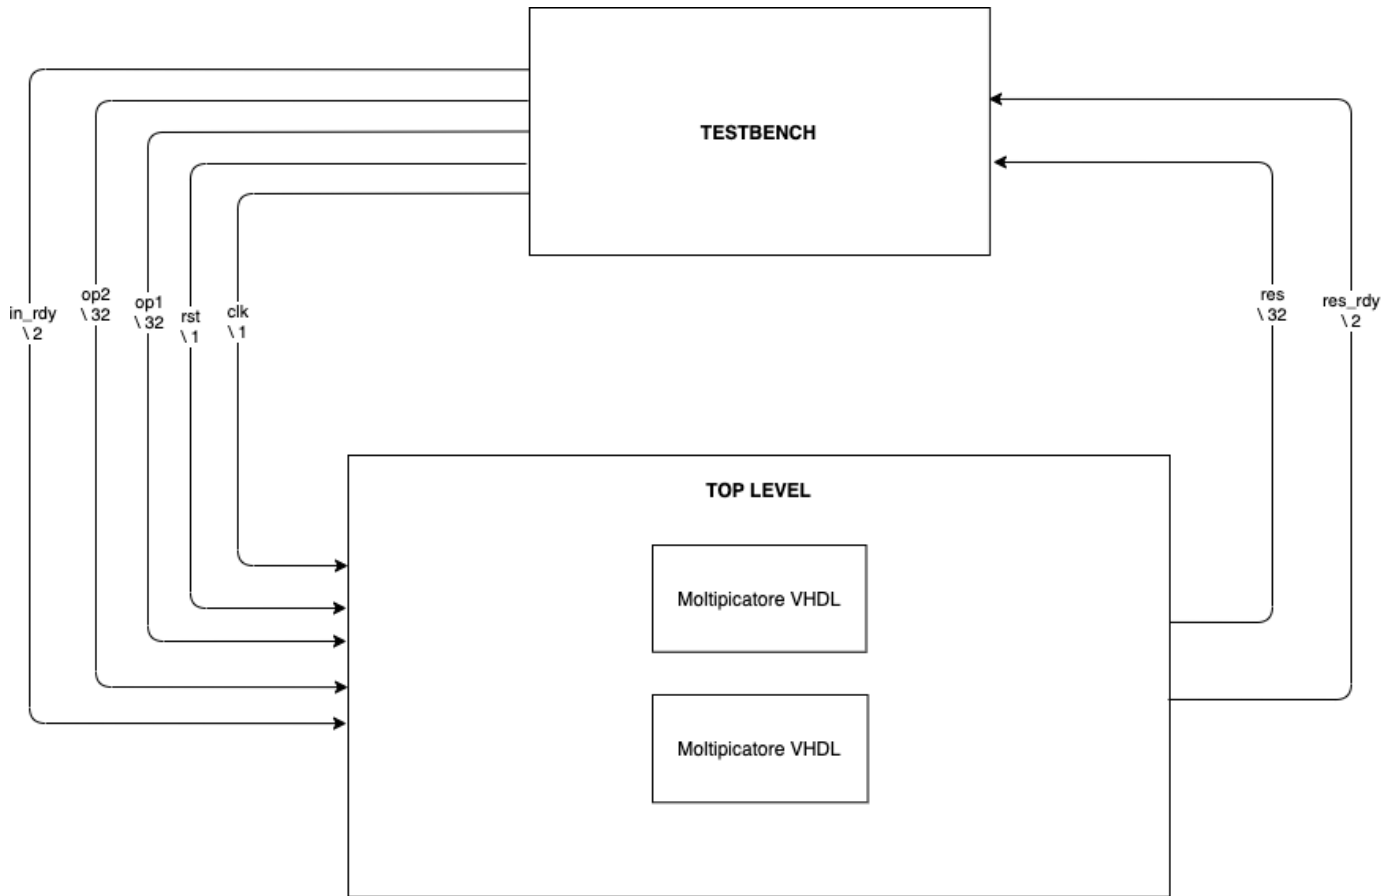 TESTBENCH
in_rdy
\ 2
op2
\ 32
op1
\ 32
rst
\ 1
clk
\ 1
res
\ 32
res_rdy
\ 2
TOP LEVEL
Moltipicatore VHDL
Moltipicatore VHDL